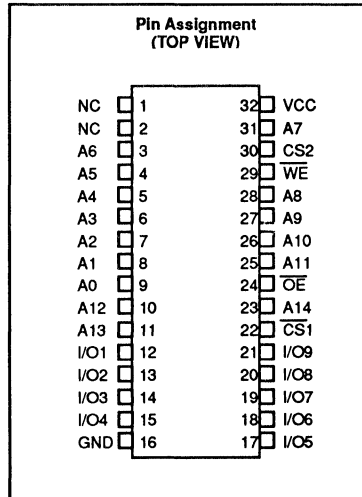 Pin Assignment
(TOP VIEW)
NC 1 32 VCC
NC 2 31 A7
A6 3 30 CS2
A5 4 29 WE
A4 5 28 A8
A3 6 27 A9
A2 7 26 A10
A1 8 25 A11
A0 9 24 OE
A12 10 23 A14
A13 11 22 CS1
I/O1 12 21 I/O9
I/O2 13 20 I/O8
I/O3 14 19 I/O7
I/O4 15 18 I/O6
GND 16 17 I/O5